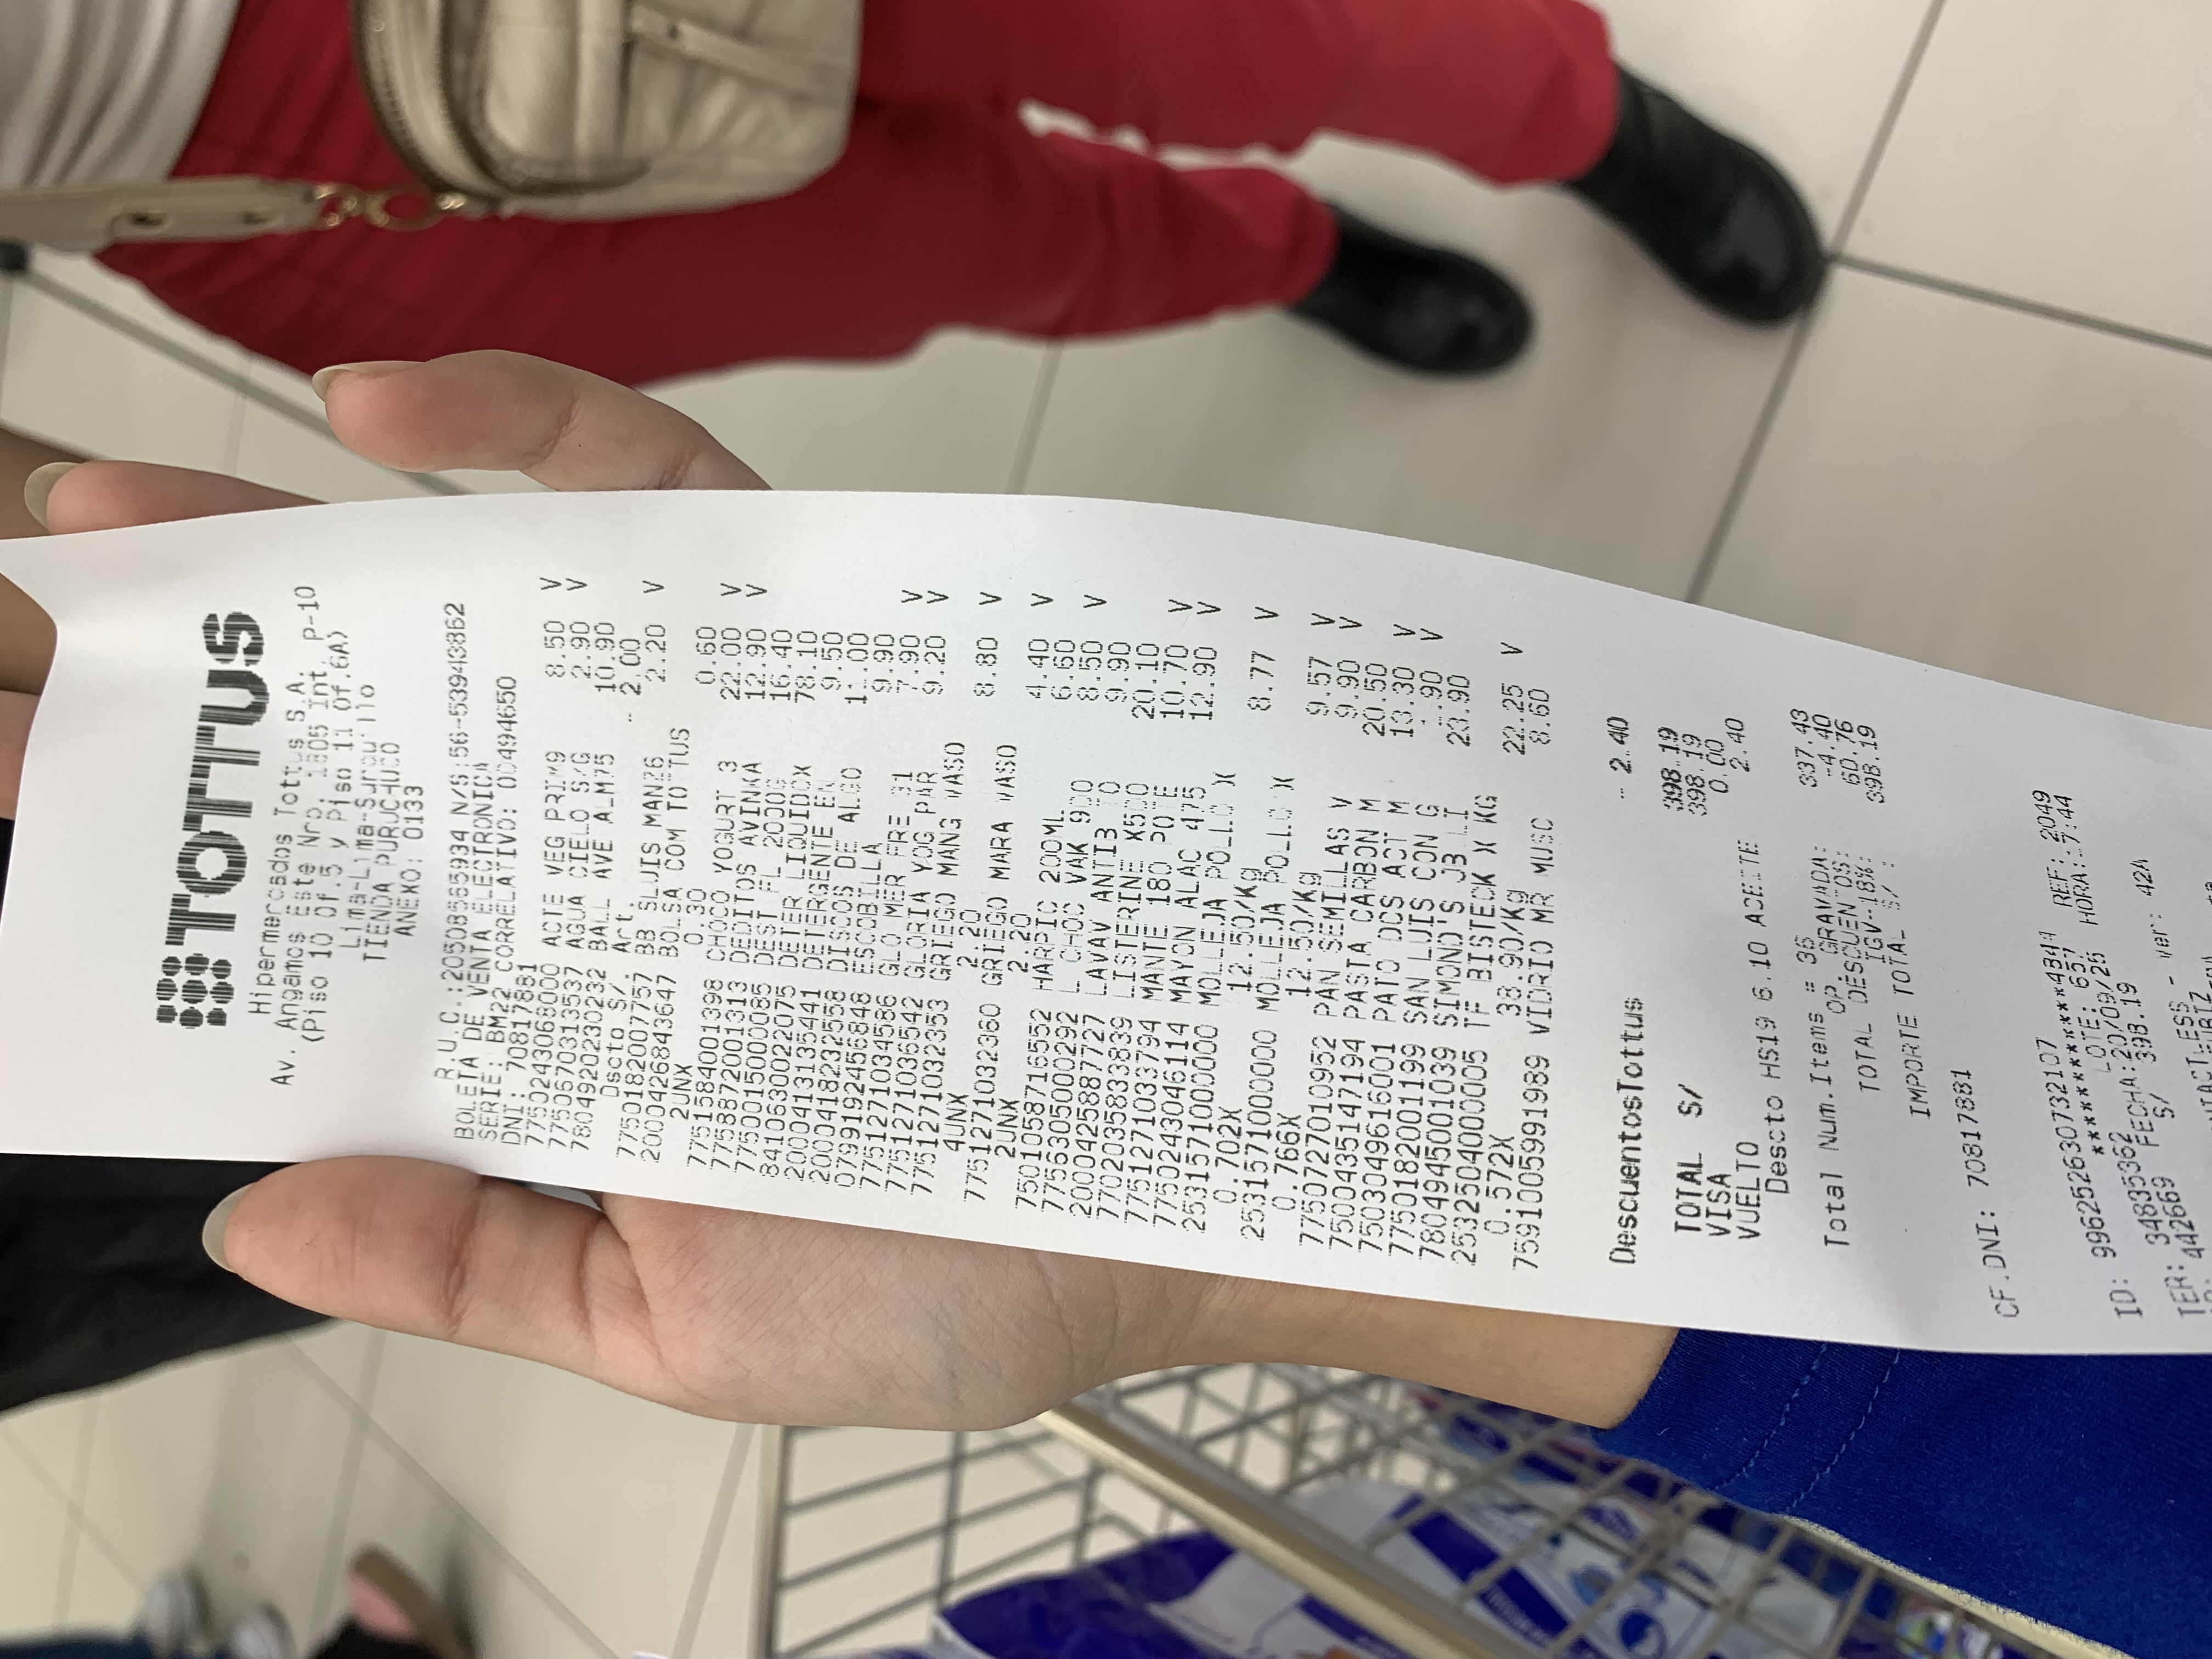 TOTTUS
Hipermercados Tottus S.A.
Av. Angamos Este Nro. 1805 Int. P-10
(Piso 10 Of.5 y Piso 11 Of.6A)
Lima-Lima-Surquillo
TIENDA PURUCHUCO
ANEXO: 0133
R.U.C.:20508565934 N/S:56-53943862
BOLETA DE VENTA ELECTRONICA
SERIE: BM22 CORRELATIVO: 00494650
DNI: 70817881
7750243068000 ACTE VEG PRIM9 8.50 V
7750670313537 AGUA CIELO S/G 2.90 V
7804920230232 BALL AVE ALM75 10.90
Dscto S/. Art. - 2.00
7750182007757 BB SLUIS MAN26 2.20 V
2000426843647 BOLSA COM TOTTUS
2UNX 0.30 0.60
7751584001398 CHOCO YOGURT 3 22.00 V
7758872001313 DEDITOS AVINKA 12.90 V
7750015000085 DEST FL 2000G 16.40
8410630022075 DETER LIQUIDOX 78.10
2000413135441 DETERGENTE EN 9.50
2000418232558 DISCOS DE ALGO 11.00
0799192456848 ESCOBILLA 9.90
7751271034586 GLO MER FRE 91 7.90 V
7751271036542 GLORIA YOG PAR 9.20 V
7751271032353 GRIEGO MANG VASO
4UNX 2.20 8.80 V
7751271032360 GRIEGO MARA VASO
2UNX 2.20 4.40 V
7501058716552 HARPIC 200ML 6.60
7756305000292 L CHOC VAK 900 8.50 V
2000425887727 LAVAV ANTIB TO 9.90
7702035833839 LISTERINE X500 20.10
7751271033794 MANTE 180 POTE 10.70 V
7750243046114 MAYON ALAC 475 12.90 V
2531571000000 MOLLEJA POLLO X
0.702X 12.50/Kg 8.77 V
2531571000000 MOLLEJA POLLO X
0.766X 12.50/Kg 9.57 V
7750727010952 PAN SEMILLAS V 9.90 V
7500435147194 PASTA CARBON M 20.50
7503049616001 PATO DCS ACT M 13.30 V
7750182001199 SAN LUIS CON G 1.90 V
7804945001039 SIMOND'S JB LI 23.90
2532504000005 TF BISTECK X KG
0.572X 38.90/Kg 22.25 V
7591005991989 VIDRIO MR MUSC 8.60
DescuentosTottus - 2.40
TOTAL S/ 398.19
VISA 398.19
VUELTO 0.00
Descto HS19 6.10 ACEITE 2.40
Total Num.Items = 36
OP. GRAVADA: 337.43
TOTAL DESCUENTOS: -4.40
IGV-18%: 60.76
IMPORTE TOTAL S/ : 398.19
CF.DNI: 70817881
ID: 996252630732107
************4844
TER: 34835362 LOTE: 657 REF: 2049
442669 FECHA:20/09/25 HORA:17:44
S/ 398.19
- Ver: 42A